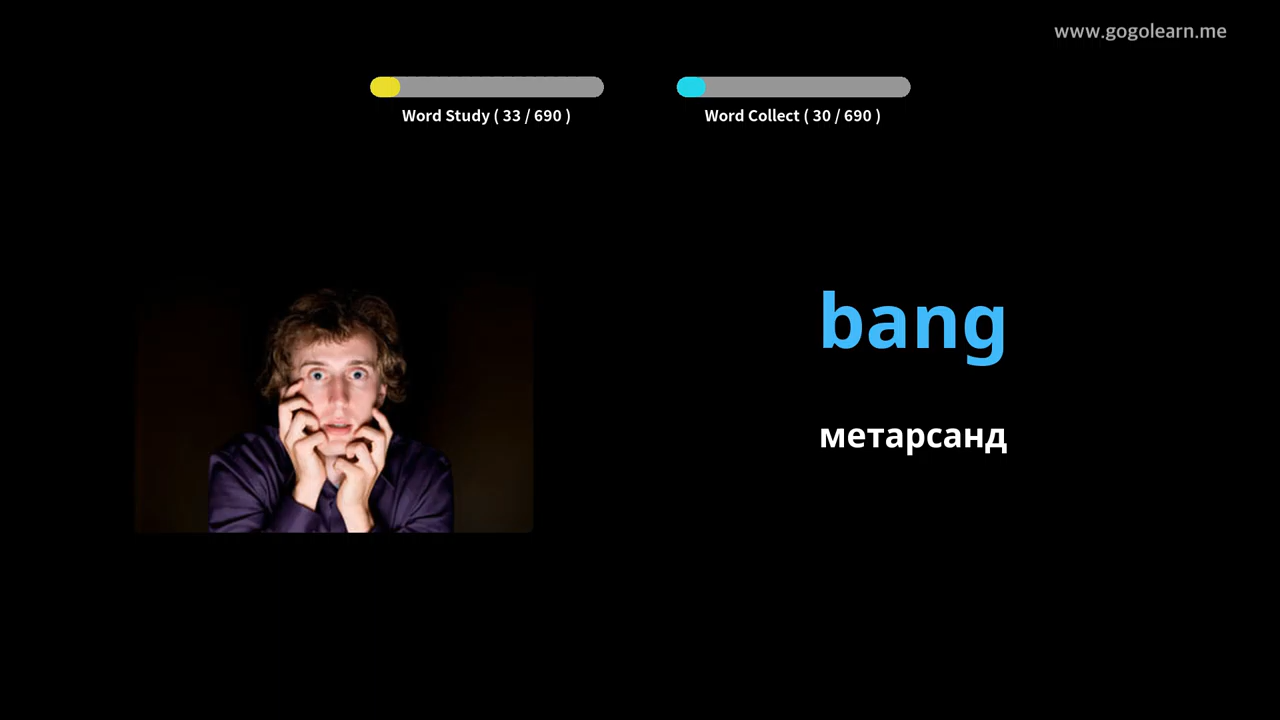 www.gogolearn.me
Word Study ( 33 / 690 )
Word Collect ( 30 / 690 )
bang
метарсанд